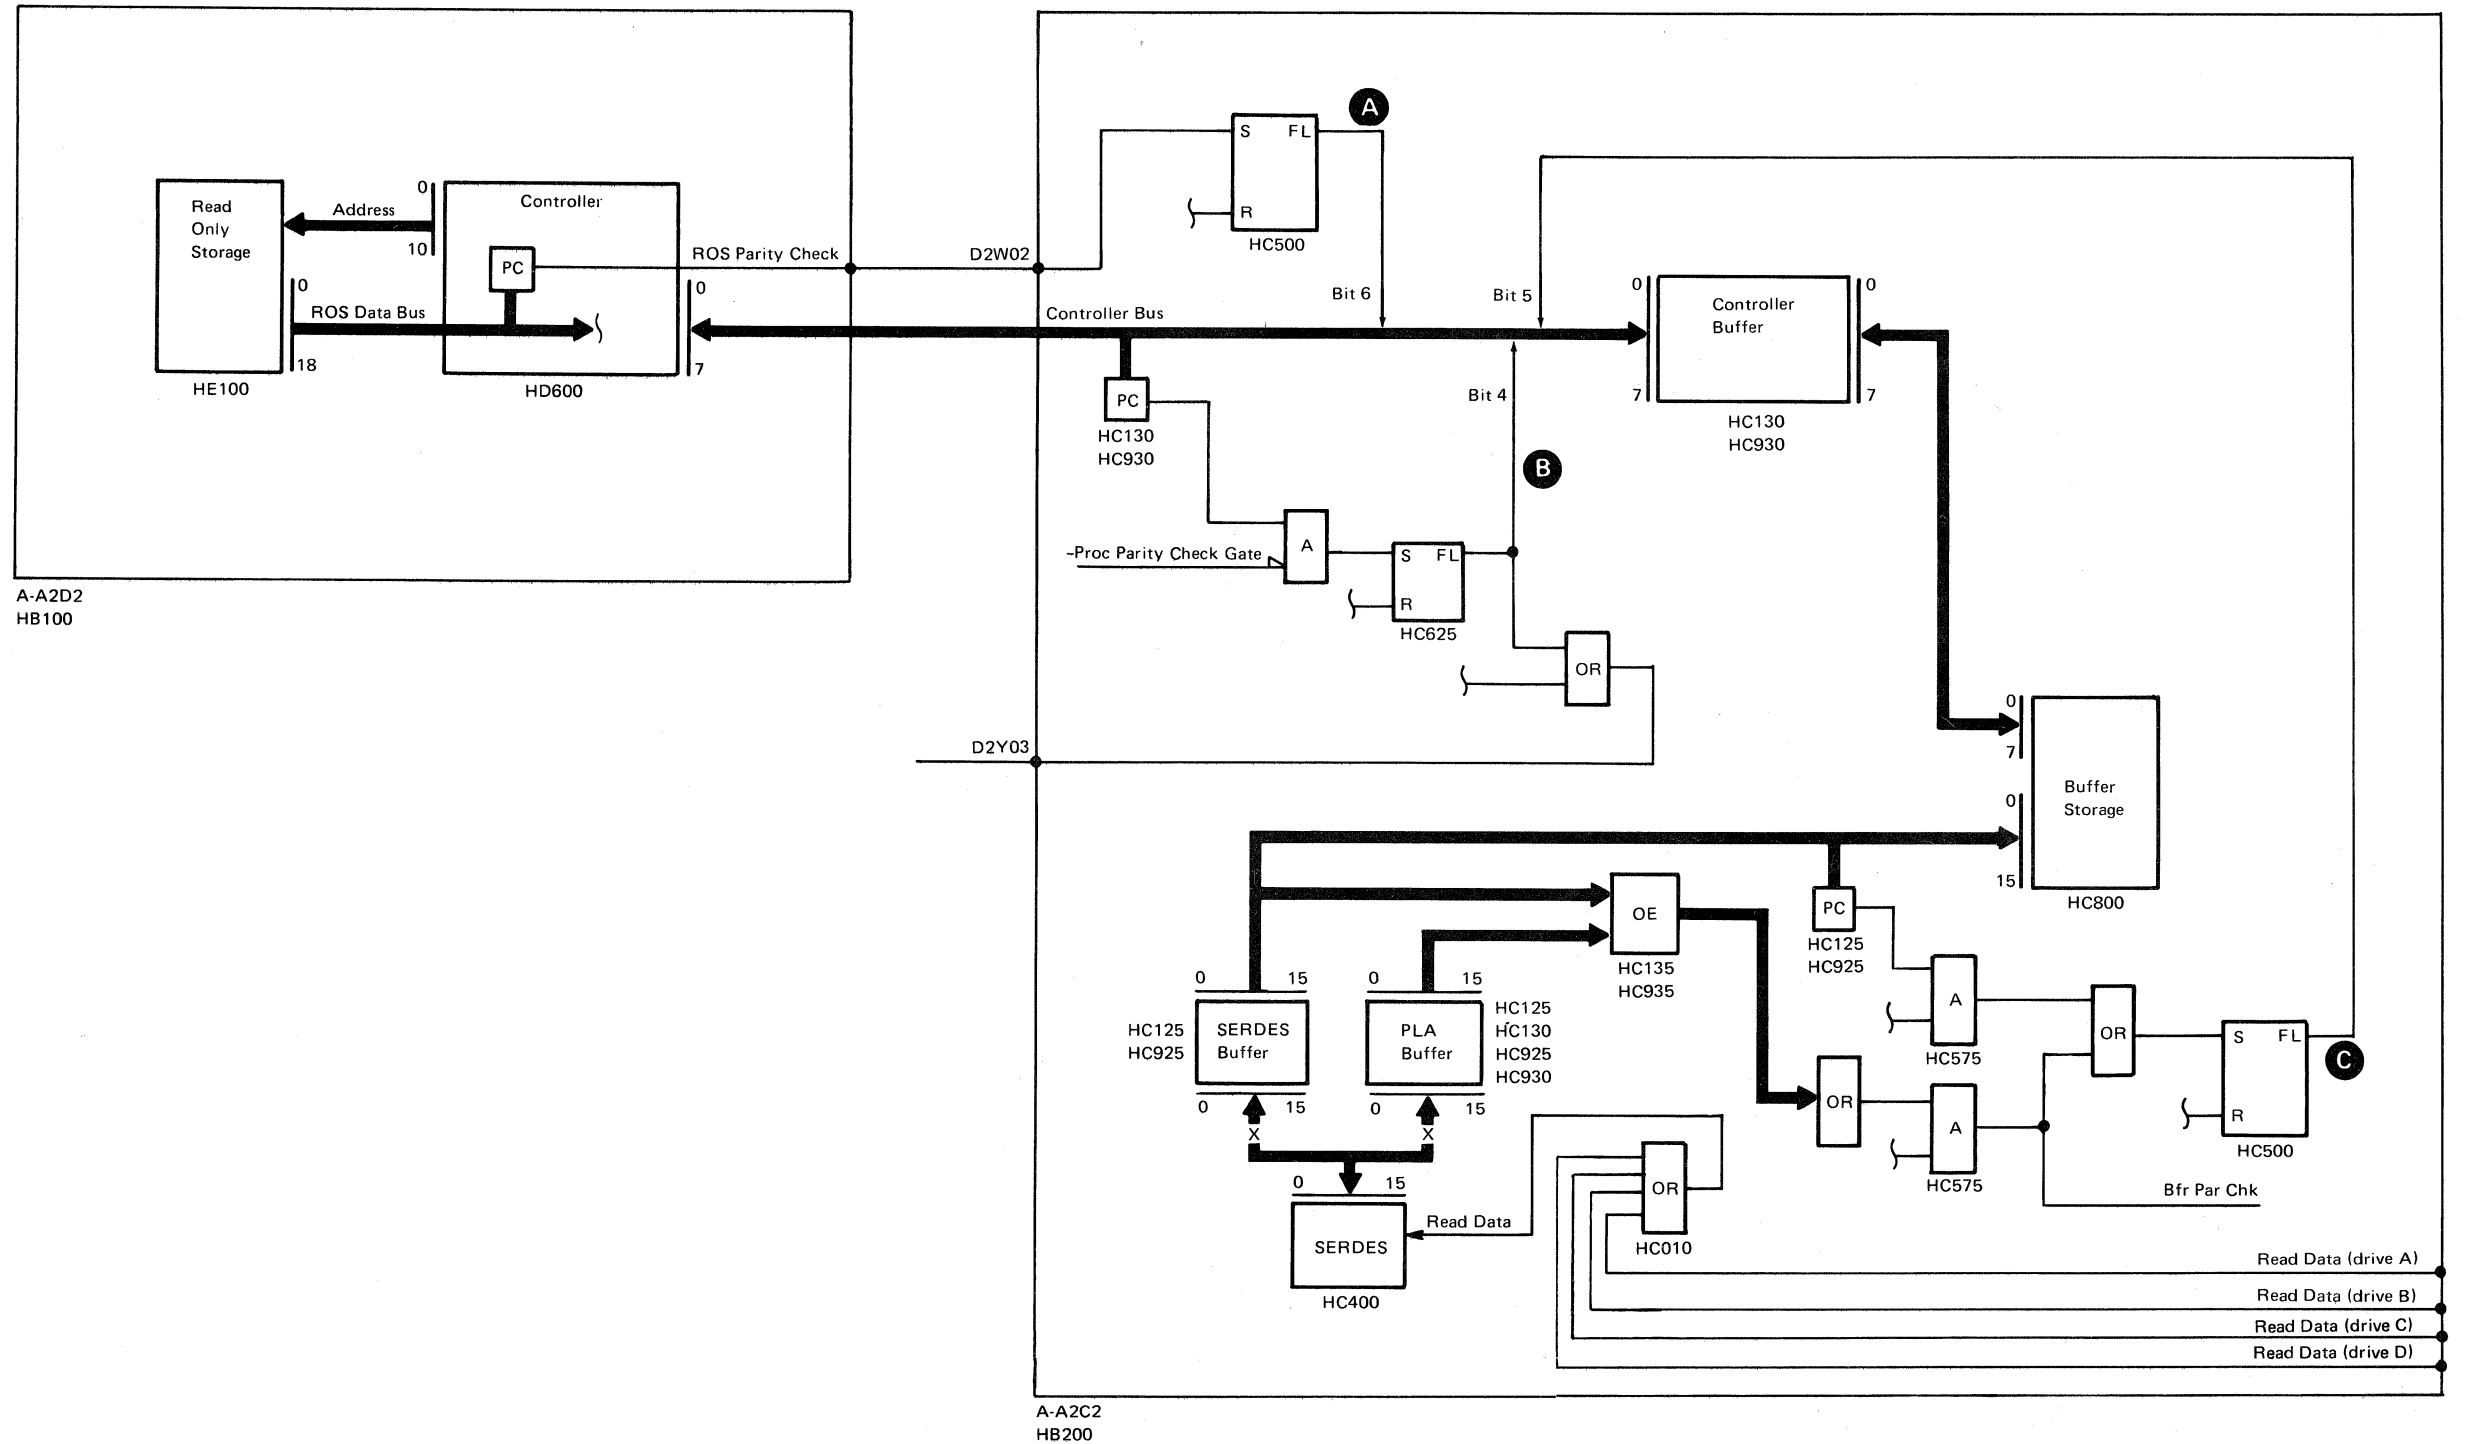 A
S FL
R
HC500
Read
Only
Storage
HE100
Address
0
10
0
18
ROS Data Bus
Controller
PC
HD600
ROS Parity Check
0
7
D2W02
Controller Bus
Bit 6
Bit 5
Bit 4
0
7
Controller
Buffer
0
7
HC130
HC930
PC
HC130
HC930
B
-Proc Parity Check Gate
A
S FL
R
HC625
OR
A-A2D2
HB100
D2Y03
0
7
0
15
Buffer
Storage
HC800
OE
HC135
HC935
PC
HC125
HC925
0 15
SERDES
Buffer
HC125
HC925
0 15
0 15
PLA
Buffer
HC125
HC130
HC925
HC930
0 15
X X
0 15
SERDES
HC400
Read Data
OR
HC010
OR
A
HC575
A
HC575
OR
S FL
R
HC500
C
Bfr Par Chk
Read Data (drive A)
Read Data (drive B)
Read Data (drive C)
Read Data (drive D)
A-A2C2
HB200